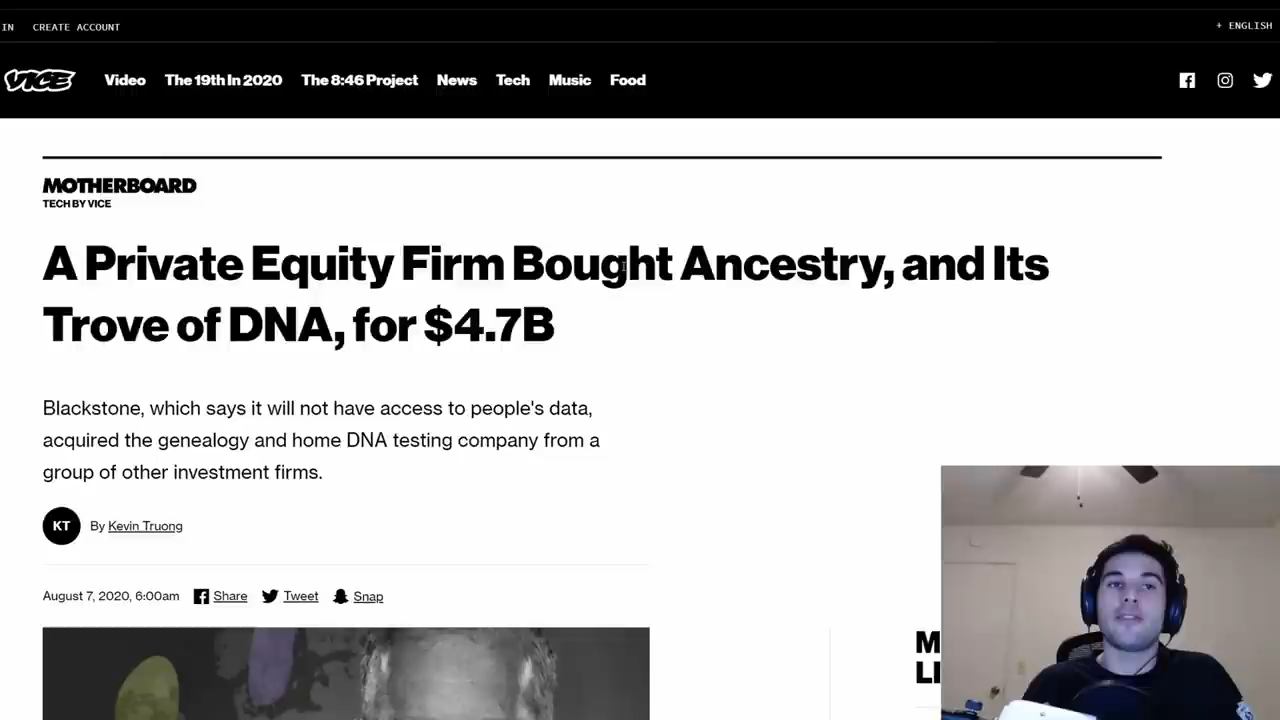 IN CREATE ACCOUNT + ENGLISH
VICE Video The 19th In 2020 The 8:46 Project News Tech Music Food
MOTHERBOARD
TECH BY VICE
A Private Equity Firm Bought Ancestry, and Its
Trove of DNA, for $4.7B
Blackstone, which says it will not have access to people's data,
acquired the genealogy and home DNA testing company from a
group of other investment firms.
KT By Kevin Truong
August 7, 2020, 6:00am Share Tweet Snap